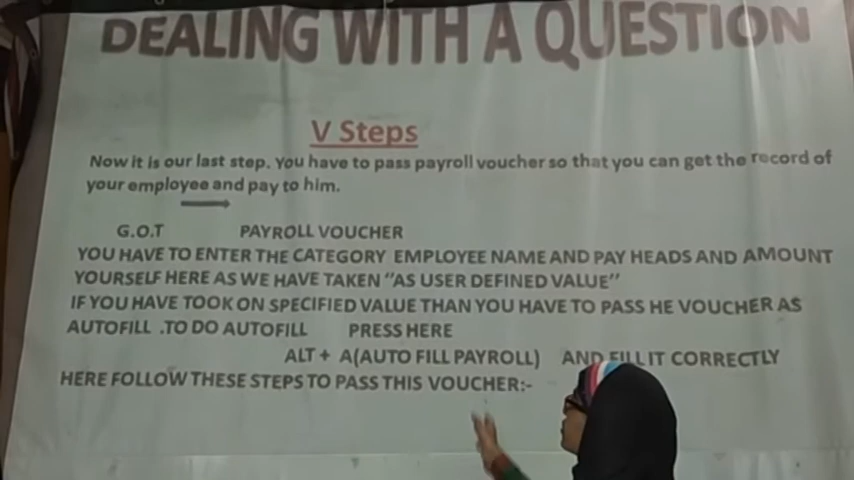 DEALING WITH A QUESTION
V Steps
Now it is our last step. You have to pass payroll voucher so that you can get the record of
your employee and pay to him.
G.O.T PAYROLL VOUCHER
YOU HAVE TO ENTER THE CATEGORY EMPLOYEE NAME AND PAY HEADS AND AMOUNT
YOURSELF HERE AS WE HAVE TAKEN "AS USER DEFINED VALUE"
IF YOU HAVE TOOK ON SPECIFIED VALUE THAN YOU HAVE TO PASS HE VOUCHER AS
AUTOFILL .TO DO AUTOFILL PRESS HERE
ALT + A(AUTO FILL PAYROLL) AND FILL IT CORRECTLY
HERE FOLLOW THESE STEPS TO PASS THIS VOUCHER:-